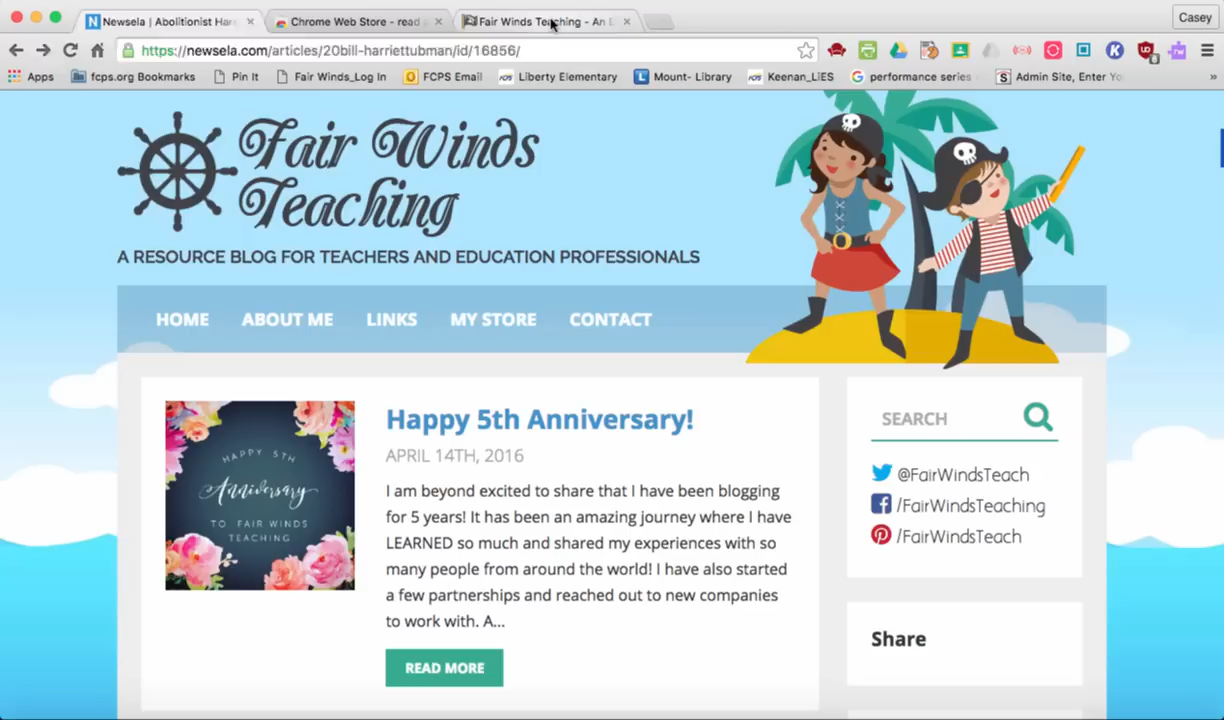 Newsela | Abolitionist Har
Chrome Web Store - read a
Fair Winds Teaching - An
Casey
https://newsela.com/articles/20bill-harriettubman/id/16856/
Apps
fcps.org Bookmarks
Pin It
Fair Winds_Log In
FCPS Email
Liberty Elementary
Mount- Library
Keenan_LiES
performance series
Admin Site, Enter Yo
Fair Winds
Teaching
A RESOURCE BLOG FOR TEACHERS AND EDUCATION PROFESSIONALS
HOME ABOUT ME LINKS MY STORE CONTACT
HAPPY 5TH
Anniversary
TO FAIR WINDS
TEACHING
Happy 5th Anniversary!
APRIL 14TH, 2016
I am beyond excited to share that I have been blogging
for 5 years! It has been an amazing journey where I have
LEARNED so much and shared my experiences with so
many people from around the world! I have also started
a few partnerships and reached out to new companies
to work with. A...
READ MORE
SEARCH
@FairWindsTeach
/FairWindsTeaching
/FairWindsTeach
Share